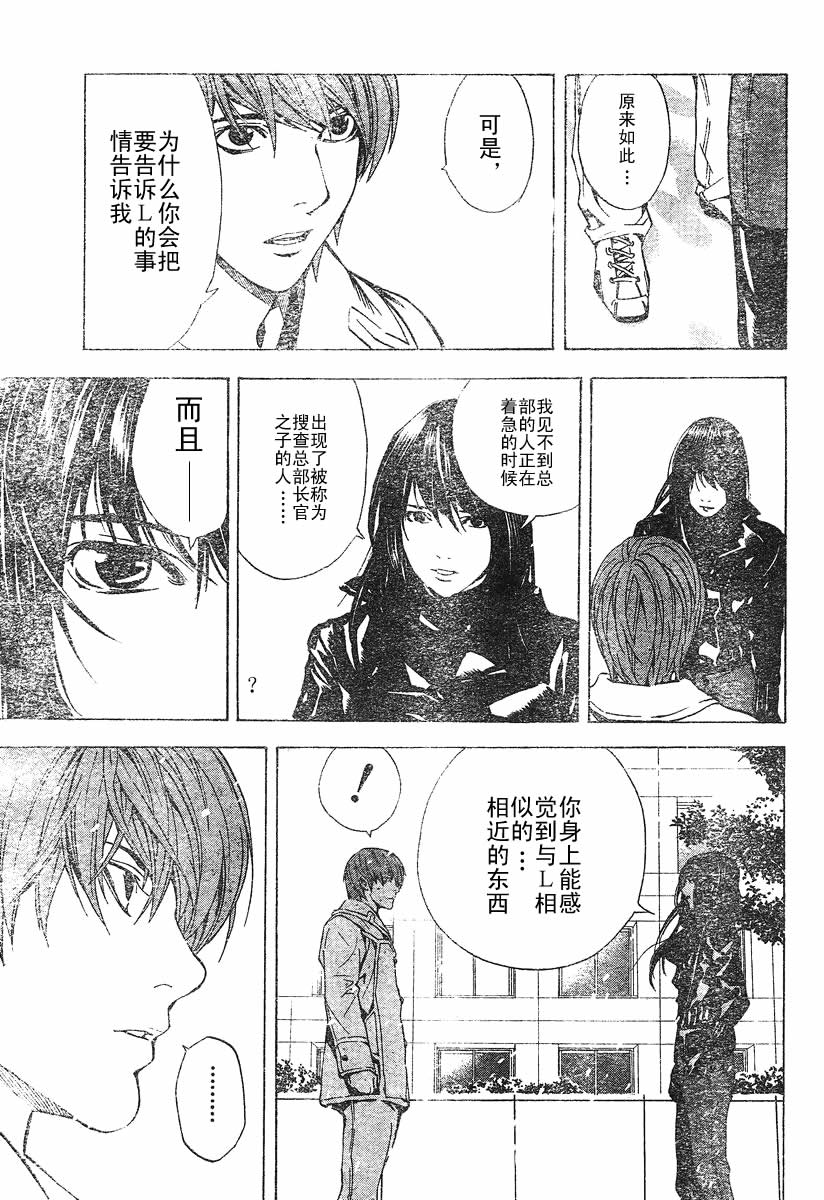 原来如此…
可是，
为什么你会把
要告诉L的事
情告诉我
我见不到总
部的人正在
着急的时候
出现了被称为
搜查总部长官
之子的人……
?
而且——
你身上能感
觉到与L相
似的…
相近的东西
!
………